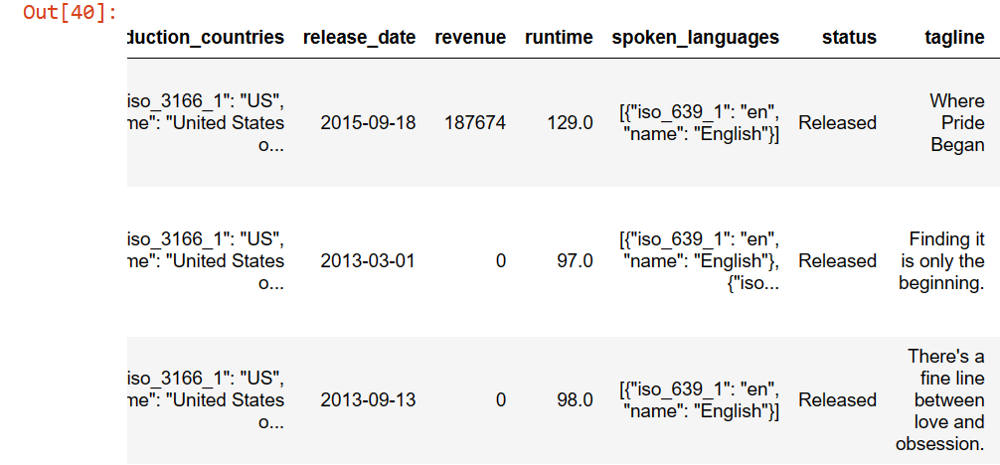 Out[40]:
duction_countries release_date revenue runtime spoken_languages status tagline
iso_3166_1": "US",
me": "United States
o...
2015-09-18 187674 129.0
[{"iso_639_1": "en",
"name": "English"}]
Released
Where
Pride
Began
iso_3166_1": "US",
me": "United States
o...
2013-03-01 0 97.0
[{"iso_639_1": "en",
"name": "English"},
{"iso...
Released
Finding it
is only the
beginning.
iso_3166_1": "US",
me": "United States
o...
2013-09-13 0 98.0
[{"iso_639_1": "en",
"name": "English"}]
Released
There's a
fine line
between
love and
obsession.